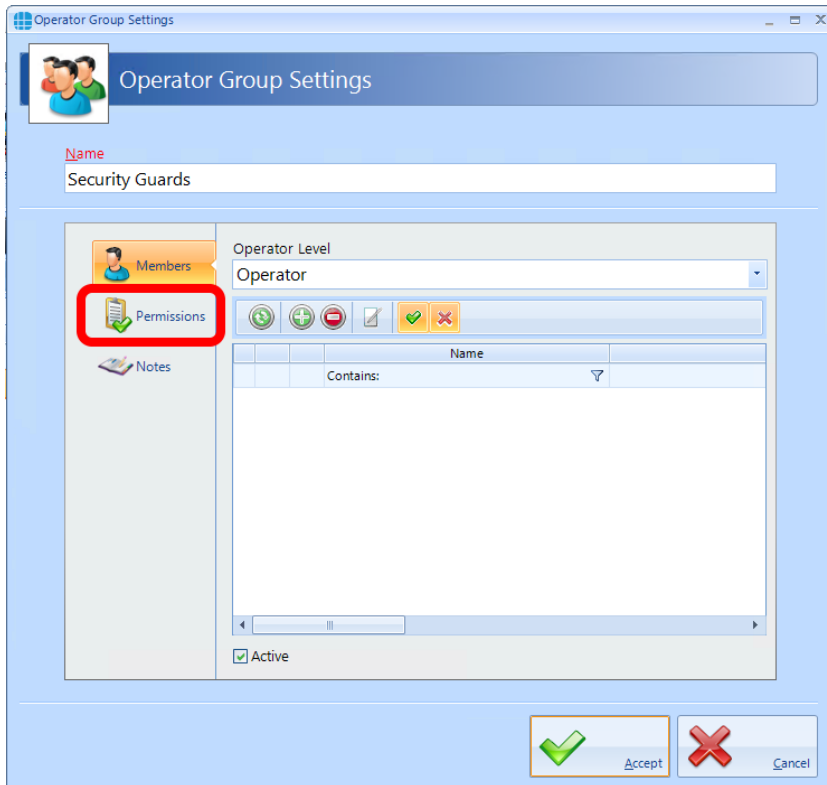 Operator Group Settings
Operator Group Settings
Name
Security Guards
Members
Permissions
Notes
Operator Level
Operator
Name
Contains:
Active
Accept
Cancel